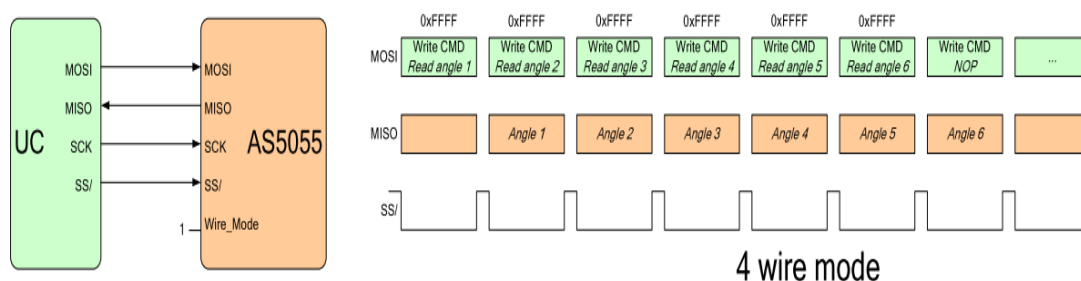 UC
MOSI
MISO
SCK
SS/
MOSI
MISO
SCK
SS/
Wire_Mode
AS5055
1
0xFFFF 0xFFFF 0xFFFF 0xFFFF 0xFFFF 0xFFFF
MOSI
Write CMD Write CMD Write CMD Write CMD Write CMD Write CMD Write CMD
Read angle 1 Read angle 2 Read angle 3 Read angle 4 Read angle 5 Read angle 6 NOP ...
MISO
Angle 1 Angle 2 Angle 3 Angle 4 Angle 5 Angle 6
SS/
4 wire mode